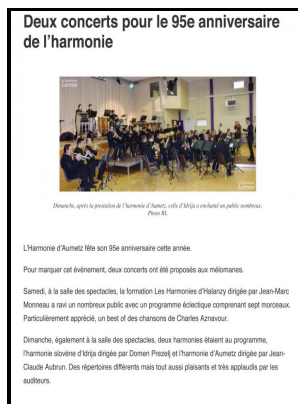 Deux concerts pour le 95e anniversaire
de l'harmonie
Lorrain
Dimanche, après la prestation de l'harmonie d'Aumetz, celle d'Idrija a enchanté un public nombreux.
Photo RL
L'Harmonie d'Aumetz fête son 95e anniversaire cette année.
Pour marquer cet événement, deux concerts ont été proposés aux mélomanes.
Samedi, à la salle des spectacles, la formation Les Harmonies d'Halanzy dirigée par Jean-Marc
Monneau a ravi un nombreux public avec un programme éclectique comprenant sept morceaux.
Particulièrement apprécié, un best of des chansons de Charles Aznavour.
Dimanche, également à la salle des spectacles, deux harmonies étaient au programme,
l'harmonie slovène d'Idrija dirigée par Domen Prezelj et l'harmonie d'Aumetz dirigée par Jean-
Claude Aubrun. Des répertoires différents mais tout aussi plaisants et très applaudis par les
auditeurs.